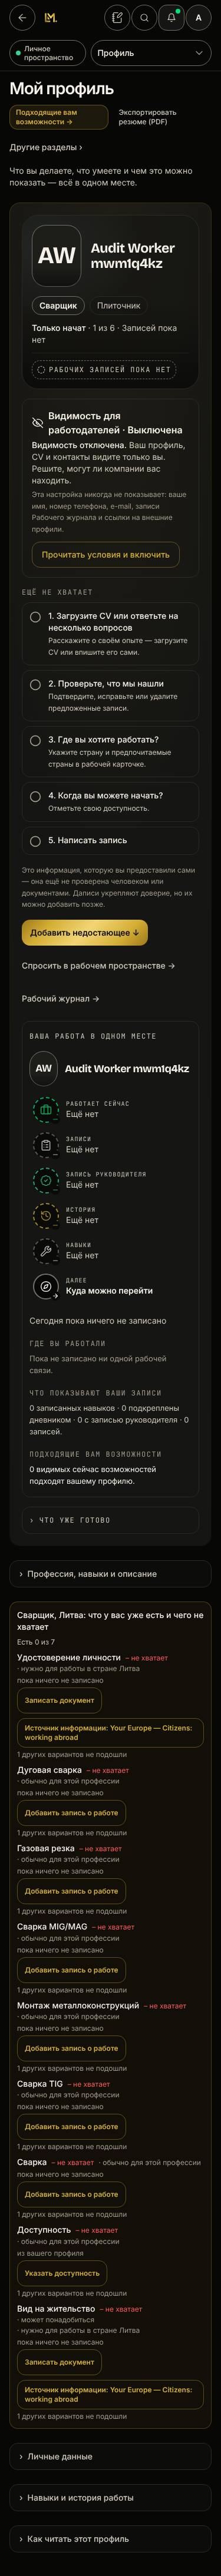 A
Личное
пространство
Профиль
Мой профиль
Подходящие вам
возможности →
Экспортировать
резюме (PDF)
Другие разделы ›
Что вы делаете, что умеете и чем это можно
показать — всё в одном месте.
AW
Audit Worker
mwm1q4kz
Сварщик
Плиточник
Только начат · 1 из 6 · Записей пока
нет
РАБОЧИХ ЗАПИСЕЙ ПОКА НЕТ
Видимость для
работодателей · Выключена
Видимость отключена. Ваш профиль,
CV и контакты видите только вы.
Решите, могут ли компании вас
находить.
Эта настройка никогда не показывает: ваше
имя, номер телефона, e-mail, записи
Рабочего журнала и ссылки на внешние
профили.
Прочитать условия и включить
ЕЩЁ НЕ ХВАТАЕТ
1. Загрузите CV или ответьте на
несколько вопросов
Расскажите о своём опыте — загрузите
CV или впишите его сами.
2. Проверьте, что мы нашли
Подтвердите, исправьте или удалите
предложенные записи.
3. Где вы хотите работать?
Укажите страну и предпочитаемые
страны в рабочей карточке.
4. Когда вы можете начать?
Отметьте свою доступность.
5. Написать запись
Это информация, которую вы предоставили сами
— она ещё не проверена человеком или
документами. Записи укрепляют доверие, но их
можно добавить позже.
Добавить недостающее ↓
Спросить в рабочем пространстве →
Рабочий журнал →
ВАША РАБОТА В ОДНОМ МЕСТЕ
AW
Audit Worker mwm1q4kz
РАБОТАЕТ СЕЙЧАС
Ещё нет
ЗАПИСИ
Ещё нет
ЗАПИСЬ РУКОВОДИТЕЛЯ
Ещё нет
ИСТОРИЯ
Ещё нет
НАВЫКИ
Ещё нет
ДАЛЕЕ
Куда можно перейти
Сегодня пока ничего не записано
ГДЕ ВЫ РАБОТАЛИ
Пока не записано ни одной рабочей
связи.
ЧТО ПОКАЗЫВАЮТ ВАШИ ЗАПИСИ
0 записанных навыков · 0 подкреплены
дневником · 0 с записью руководителя · 0
записей.
ПОДХОДЯЩИЕ ВАМ ВОЗМОЖНОСТИ
0 видимых сейчас возможностей
подходят вашему профилю.
› ЧТО УЖЕ ГОТОВО
› Профессия, навыки и описание
Сварщик, Литва: что у вас уже есть и чего не
хватает
Есть 0 из 7
Удостоверение личности – не хватает
· нужно для работы в стране Литва
пока ничего не записано
Записать документ
Источник информации: Your Europe — Citizens:
working abroad
1 других вариантов не подошли
Дуговая сварка – не хватает
· обычно для этой профессии
пока ничего не записано
Добавить запись о работе
1 других вариантов не подошли
Газовая резка – не хватает
· обычно для этой профессии
пока ничего не записано
Добавить запись о работе
1 других вариантов не подошли
Сварка MIG/MAG – не хватает
· обычно для этой профессии
пока ничего не записано
Добавить запись о работе
1 других вариантов не подошли
Монтаж металлоконструкций – не хватает
· обычно для этой профессии
пока ничего не записано
Добавить запись о работе
1 других вариантов не подошли
Сварка TIG – не хватает
· обычно для этой профессии
пока ничего не записано
Добавить запись о работе
1 других вариантов не подошли
Сварка – не хватает · обычно для этой профессии
пока ничего не записано
Добавить запись о работе
1 других вариантов не подошли
Доступность – не хватает
· обычно для этой профессии
из вашего профиля
Указать доступность
1 других вариантов не подошли
Вид на жительство – не хватает
· может понадобиться
· нужно для работы в стране Литва
пока ничего не записано
Записать документ
Источник информации: Your Europe — Citizens:
working abroad
1 других вариантов не подошли
› Личные данные
› Навыки и история работы
› Как читать этот профиль